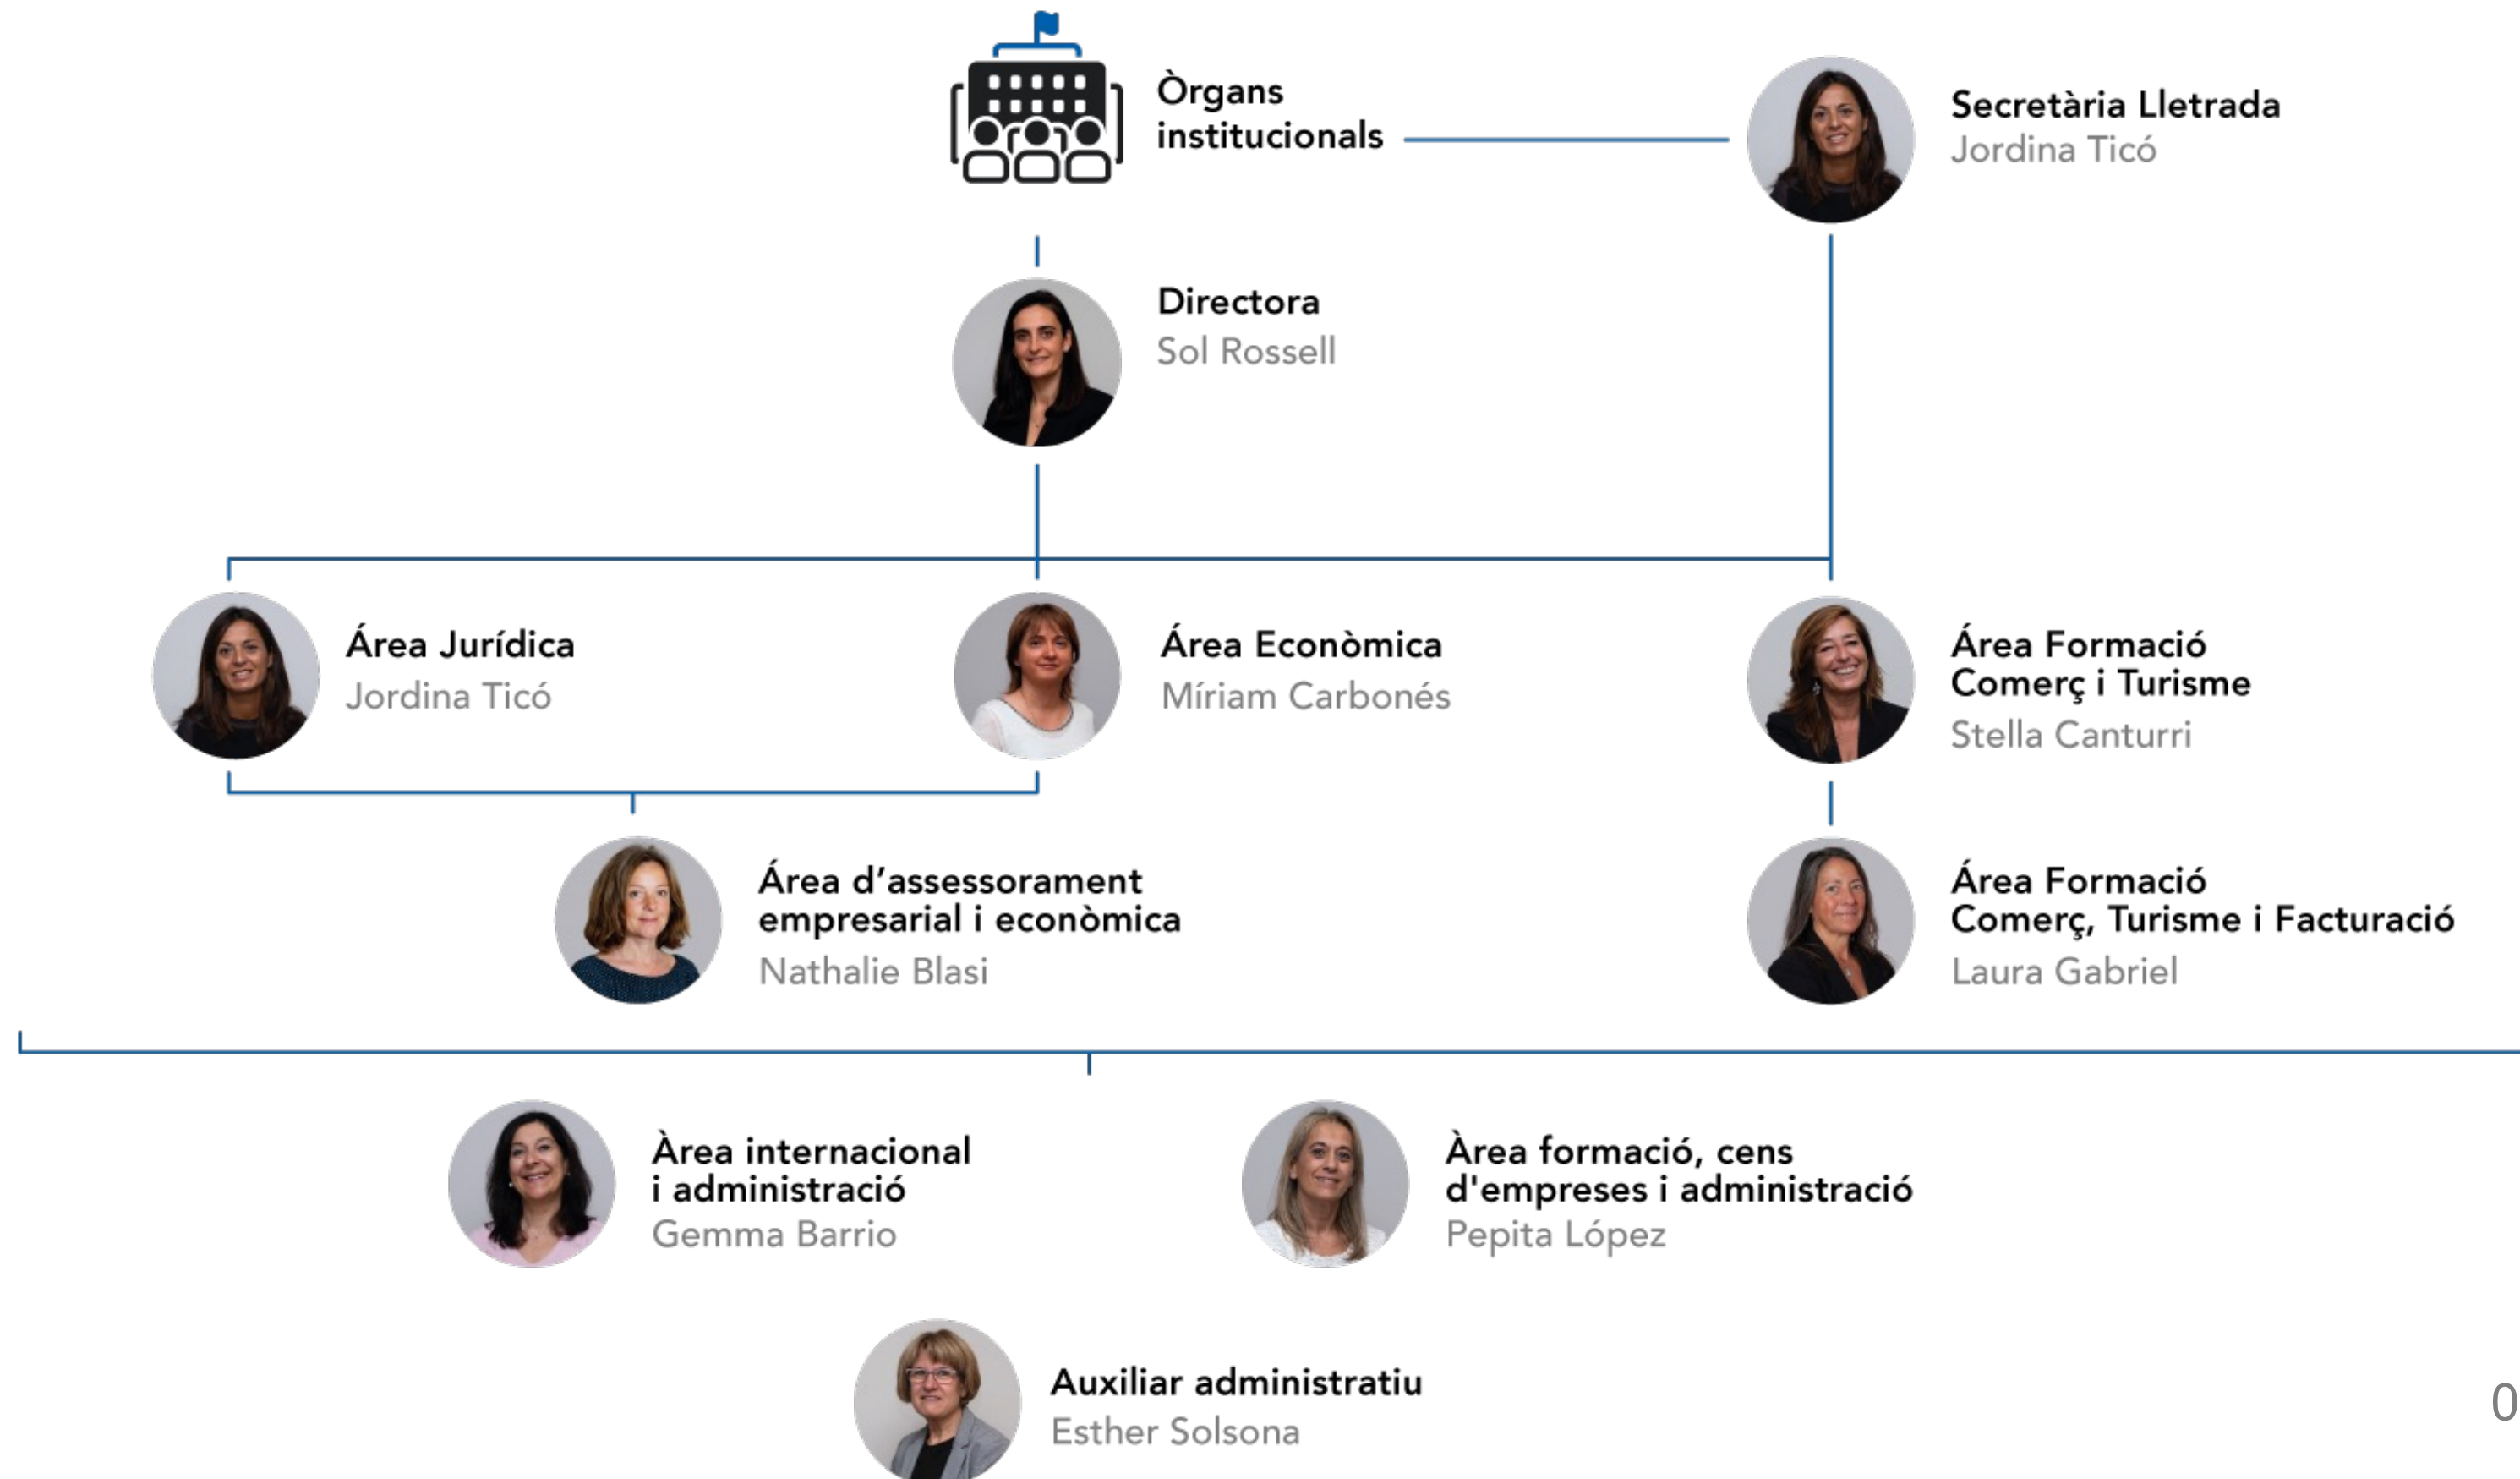 Òrgans
institucionals
Secretària Lletrada
Jordina Ticó
Directora
Sol Rossell
Área Jurídica
Jordina Ticó
Área Econòmica
Míriam Carbonés
Área Formació
Comerç i Turisme
Stella Canturri
Área d’assessorament
empresarial i econòmica
Nathalie Blasi
Área Formació
Comerç, Turisme i Facturació
Laura Gabriel
Àrea internacional
i administració
Gemma Barrio
Àrea formació, cens
d'empreses i administració
Pepita López
Auxiliar administratiu
Esther Solsona
0